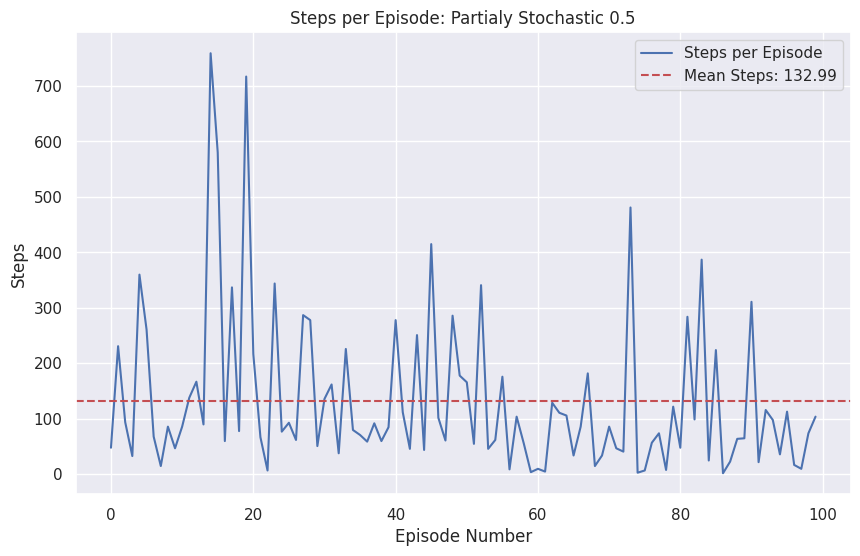 Steps per Episode: Partialy Stochastic 0.5
Steps per Episode
Mean Steps: 132.99
700
600
500
400
300
200
100
0
Steps
0 20 40 60 80 100
Episode Number